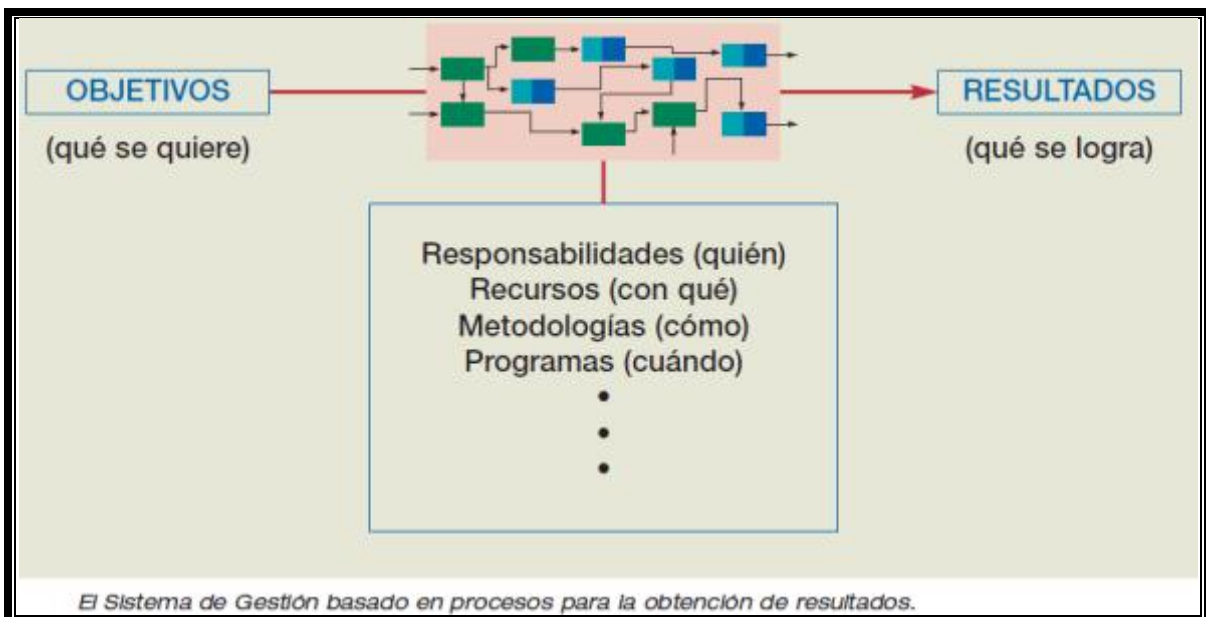 OBJETIVOS
(qué se quiere)
RESULTADOS
(qué se logra)
Responsabilidades (quién)
Recursos (con qué)
Metodologías (cómo)
Programas (cuándo)
•
•
•
El Sistema de Gestión basado en procesos para la obtención de resultados.